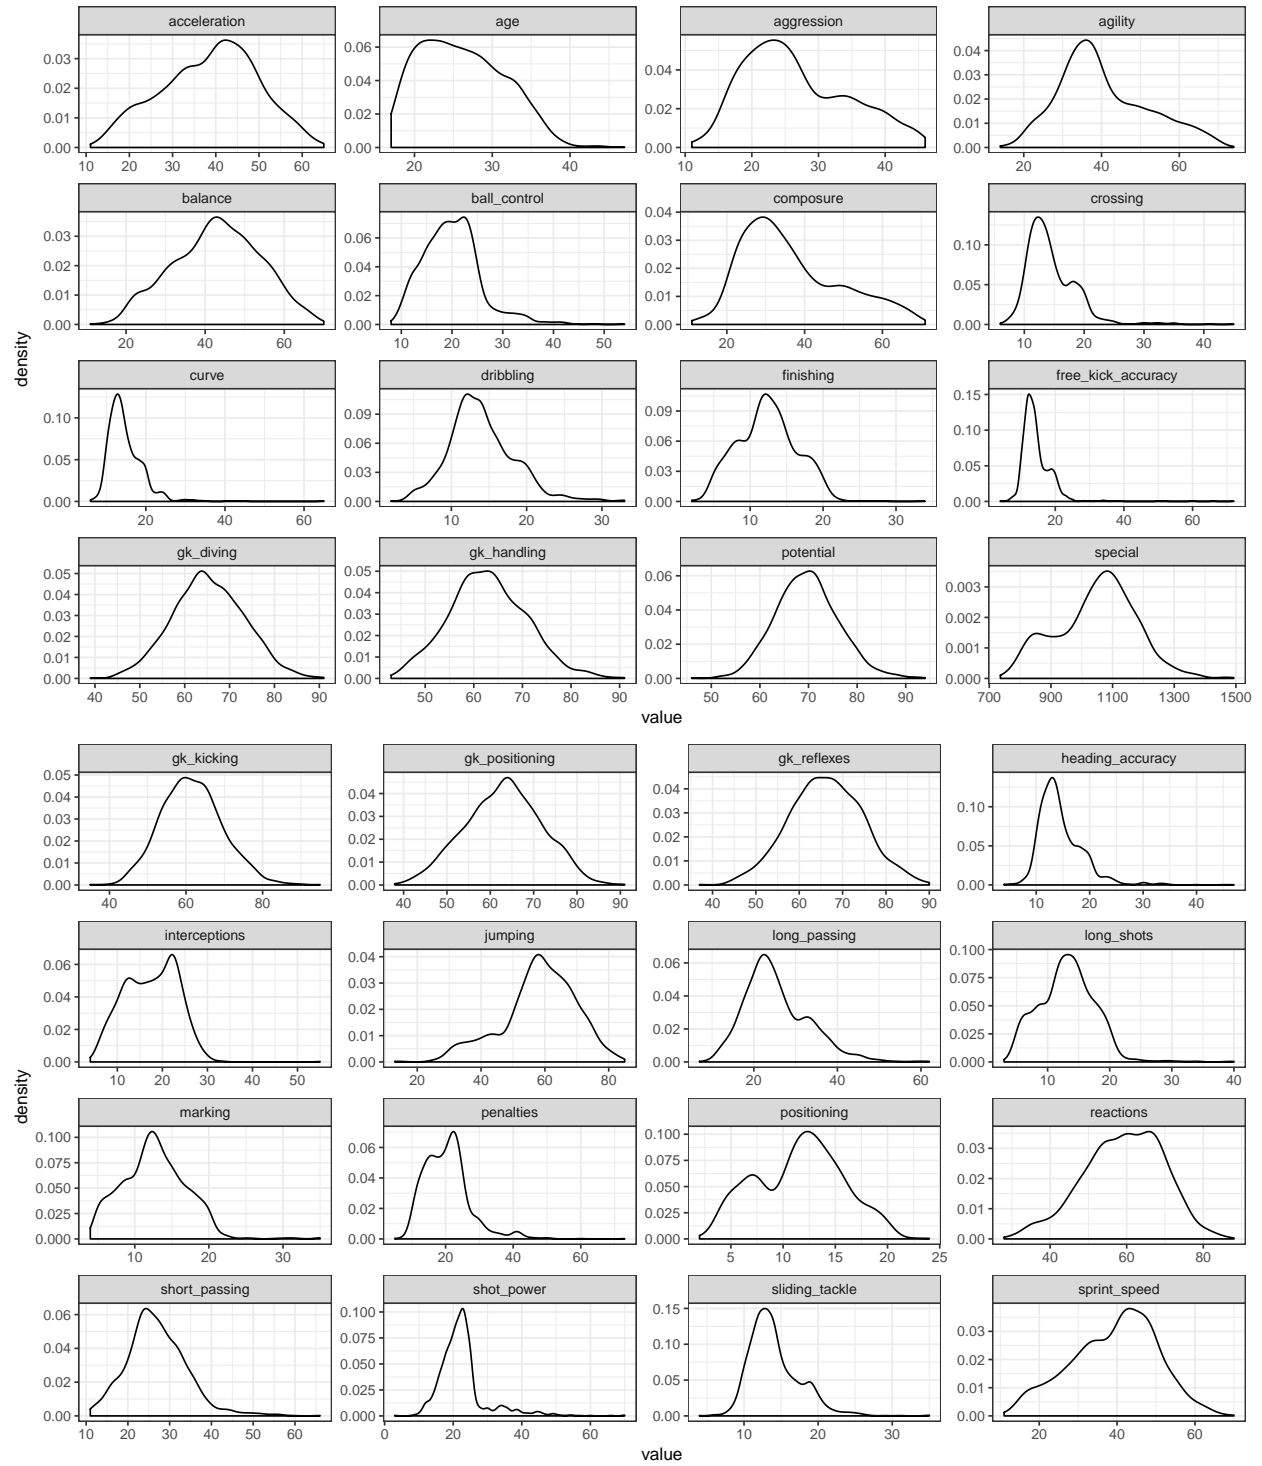 acceleration age aggression agility
0.03 0.02 0.01 0.00
0.06 0.04 0.02 0.00
0.04 0.02 0.00
0.04 0.03 0.02 0.01 0.00
10 20 30 40 50 60
20 30 40
10 20 30 40
20 40 60
balance ball_control composure crossing
0.03 0.02 0.01 0.00
0.06 0.04 0.02 0.00
0.04 0.03 0.02 0.01 0.00
0.10 0.05 0.00
20 40 60
10 20 30 40 50
20 40 60
10 20 30 40
density
curve dribbling finishing free_kick_accuracy
0.10 0.05 0.00
0.09 0.06 0.03 0.00
0.09 0.06 0.03 0.00
0.15 0.10 0.05 0.00
20 40 60
10 20 30
10 20 30
20 40 60
gk_diving gk_handling potential special
0.05 0.04 0.03 0.02 0.01 0.00
0.05 0.04 0.03 0.02 0.01 0.00
0.06 0.04 0.02 0.00
0.003 0.002 0.001 0.000
40 50 60 70 80 90
50 60 70 80 90
50 60 70 80 90
700 900 1100 1300 1500
value
gk_kicking gk_positioning gk_reflexes heading_accuracy
0.05 0.04 0.03 0.02 0.01 0.00
0.04 0.03 0.02 0.01 0.00
0.04 0.03 0.02 0.01 0.00
0.10 0.05 0.00
40 60 80
40 50 60 70 80 90
40 50 60 70 80 90
10 20 30 40
interceptions jumping long_passing long_shots
0.06 0.04 0.02 0.00
0.04 0.03 0.02 0.01 0.00
0.06 0.04 0.02 0.00
0.100 0.075 0.050 0.025 0.000
10 20 30 40 50
20 40 60 80
20 40 60
10 20 30 40
density
marking penalties positioning reactions
0.100 0.075 0.050 0.025 0.000
0.06 0.04 0.02 0.00
0.100 0.075 0.050 0.025 0.000
0.03 0.02 0.01 0.00
10 20 30
20 40 60
5 10 15 20 25
40 60 80
short_passing shot_power sliding_tackle sprint_speed
0.06 0.04 0.02 0.00
0.100 0.075 0.050 0.025 0.000
0.15 0.10 0.05 0.00
0.03 0.02 0.01 0.00
10 20 30 40 50 60
0 20 40 60
10 20 30
20 40 60
value